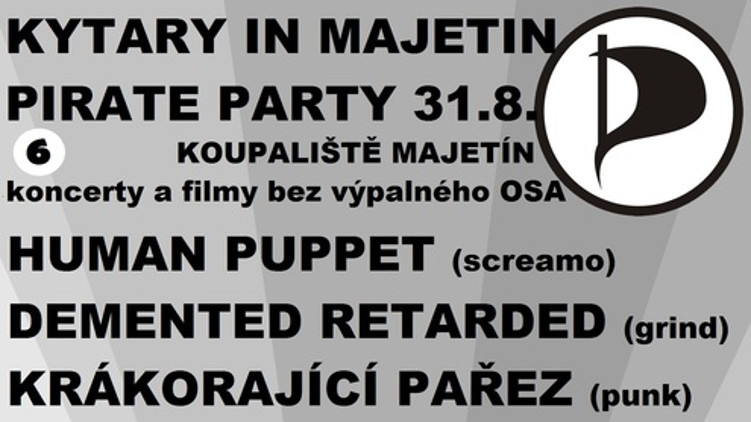 KYTARY IN MAJETIN
PIRATE PARTY 31.8.
6 KOUPALIŠTĚ MAJETÍN
koncerty a filmy bez výpalného OSA
HUMAN PUPPET (screamo)
DEMENTED RETARDED (grind)
KRÁKORAJÍCÍ PAŘEZ (punk)